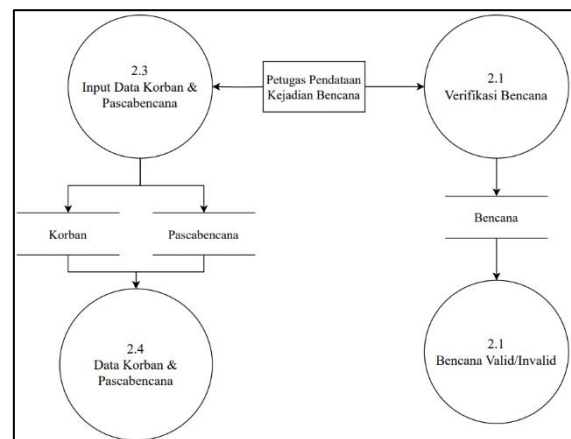 2.3
Input Data Korban &
Pascabencana
Petugas Pendataan
Kejadian Bencana
2.1
Verifikasi Bencana
Korban
Pascabencana
Bencana
2.4
Data Korban &
Pascabencana
2.1
Bencana Valid/Invalid